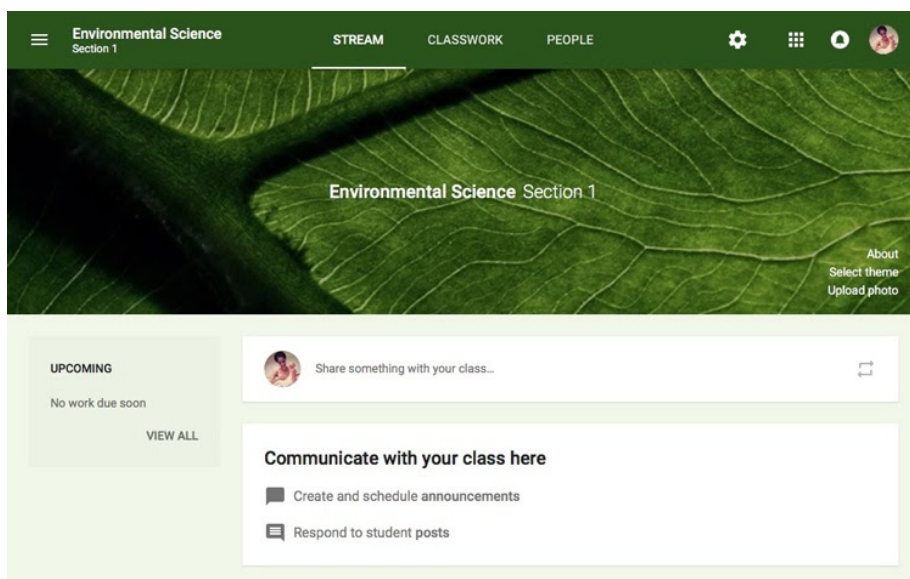 Environmental Science
Section 1
STREAM CLASSWORK PEOPLE
Environmental Science Section 1
About
Select theme
Upload photo
UPCOMING
No work due soon
VIEW ALL
Share something with your class...
Communicate with your class here
Create and schedule announcements
Respond to student posts